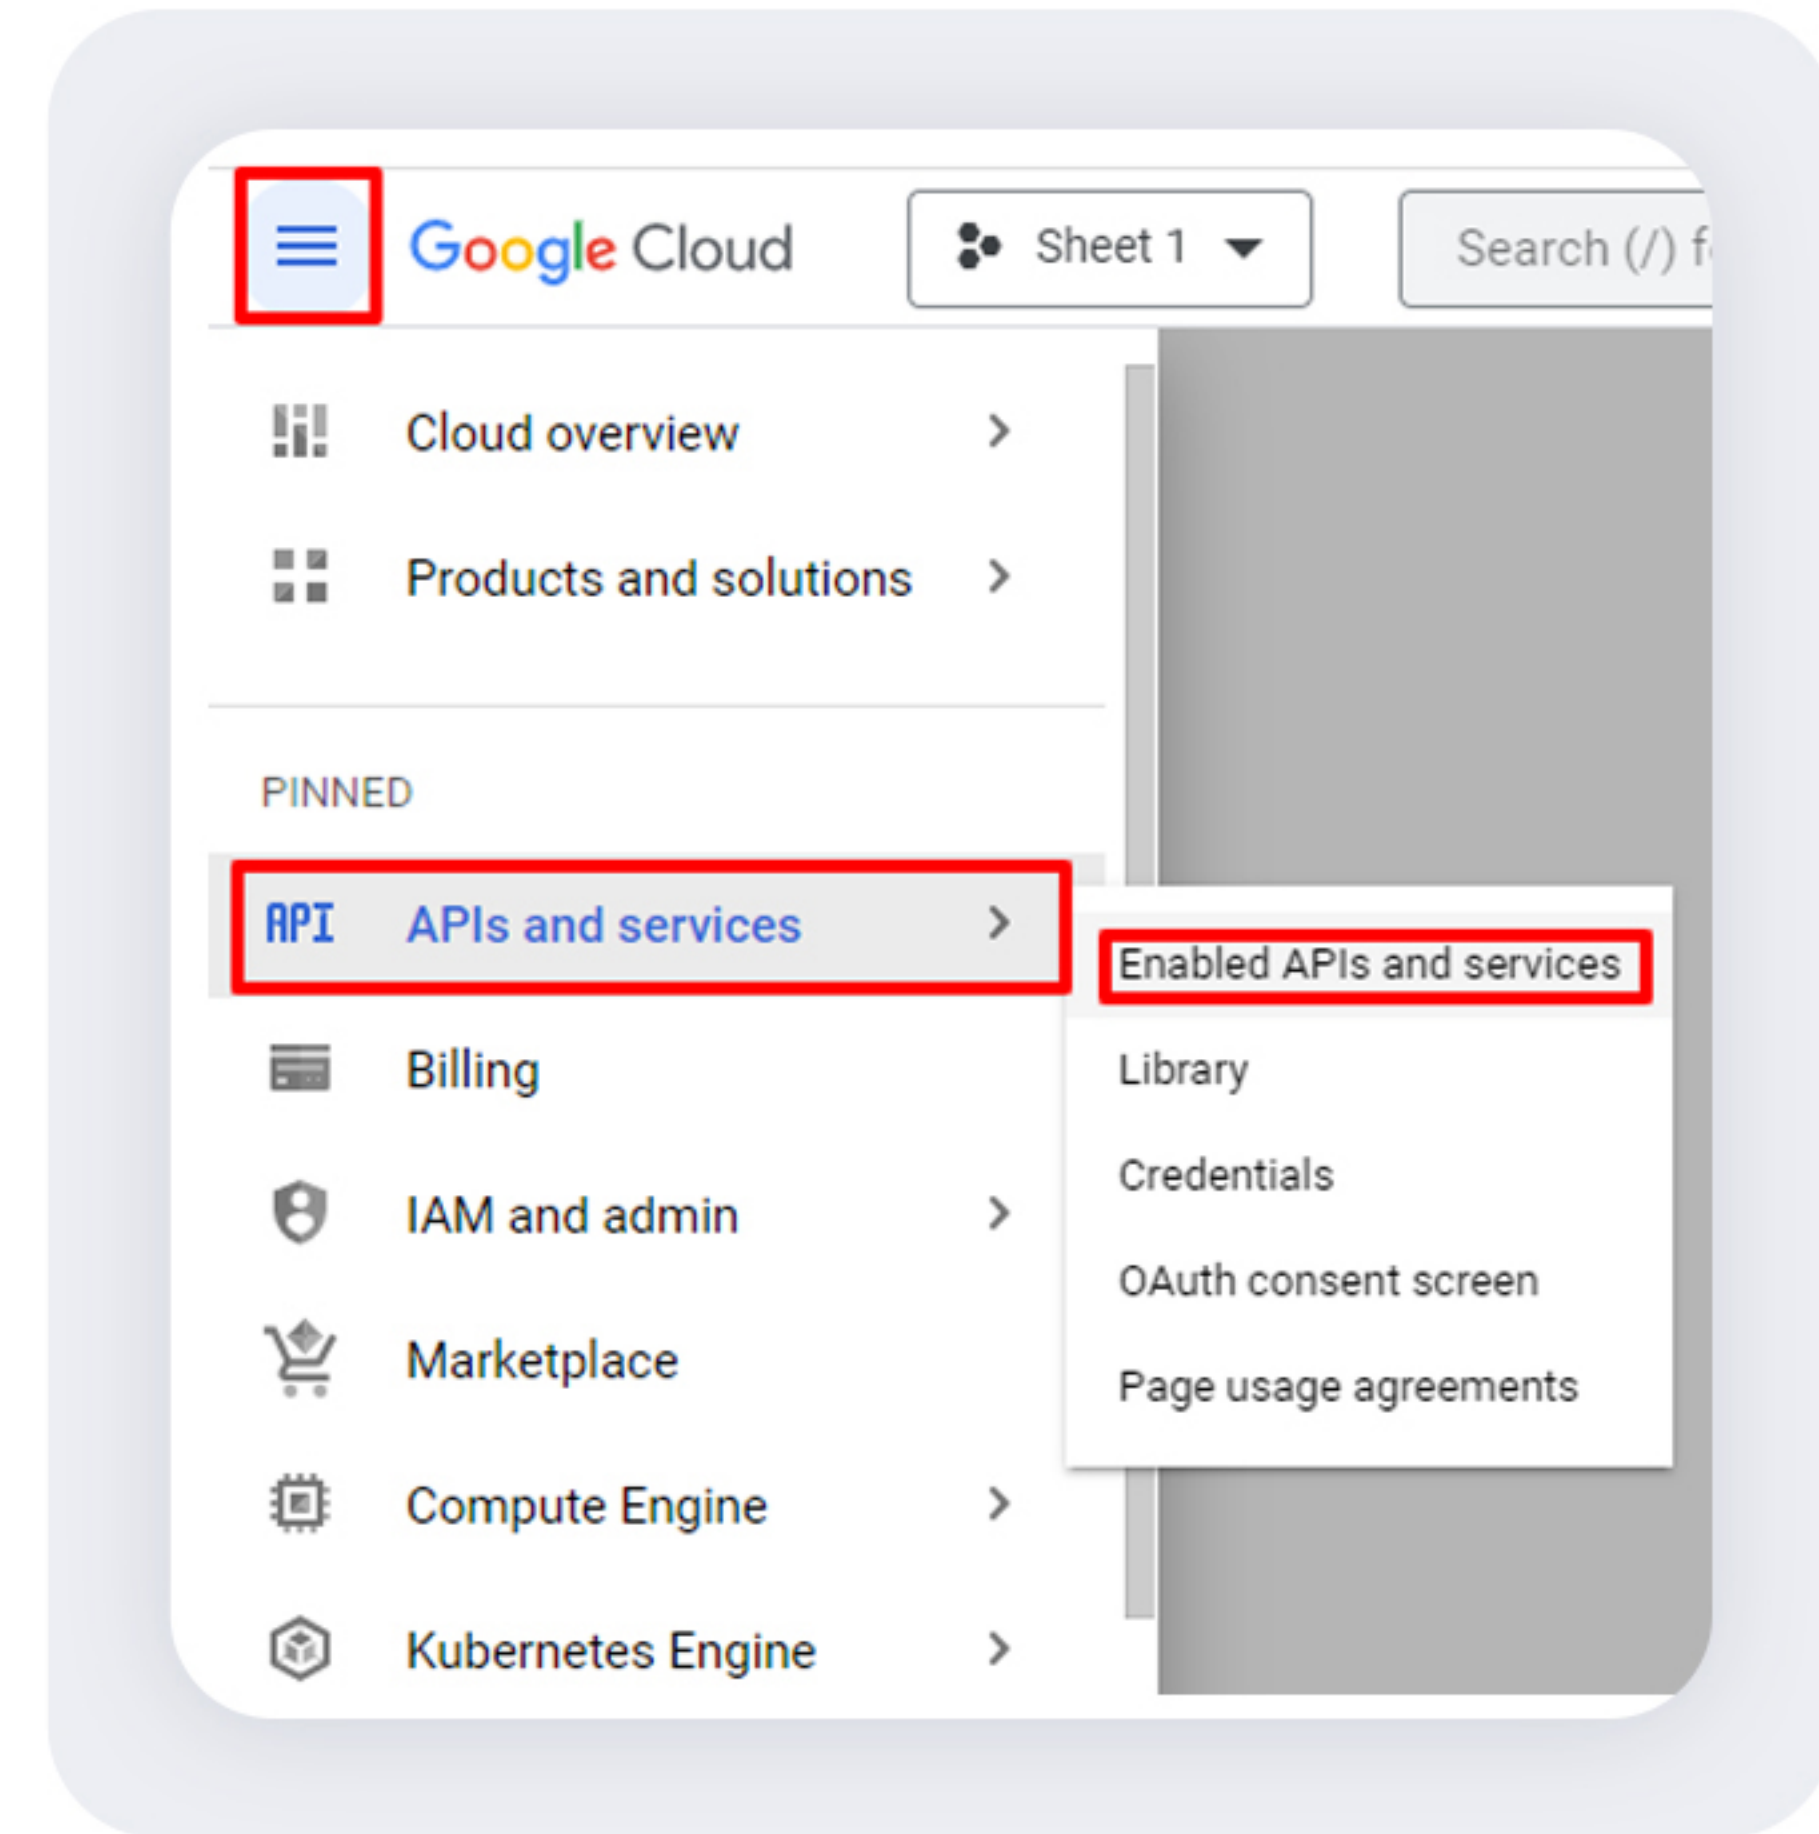 Google Cloud
Sheet 1
Search (/) f
Cloud overview
Products and solutions
PINNED
API APIs and services
Enabled APIs and services
Library
Credentials
OAuth consent screen
Page usage agreements
Billing
IAM and admin
Marketplace
Compute Engine
Kubernetes Engine